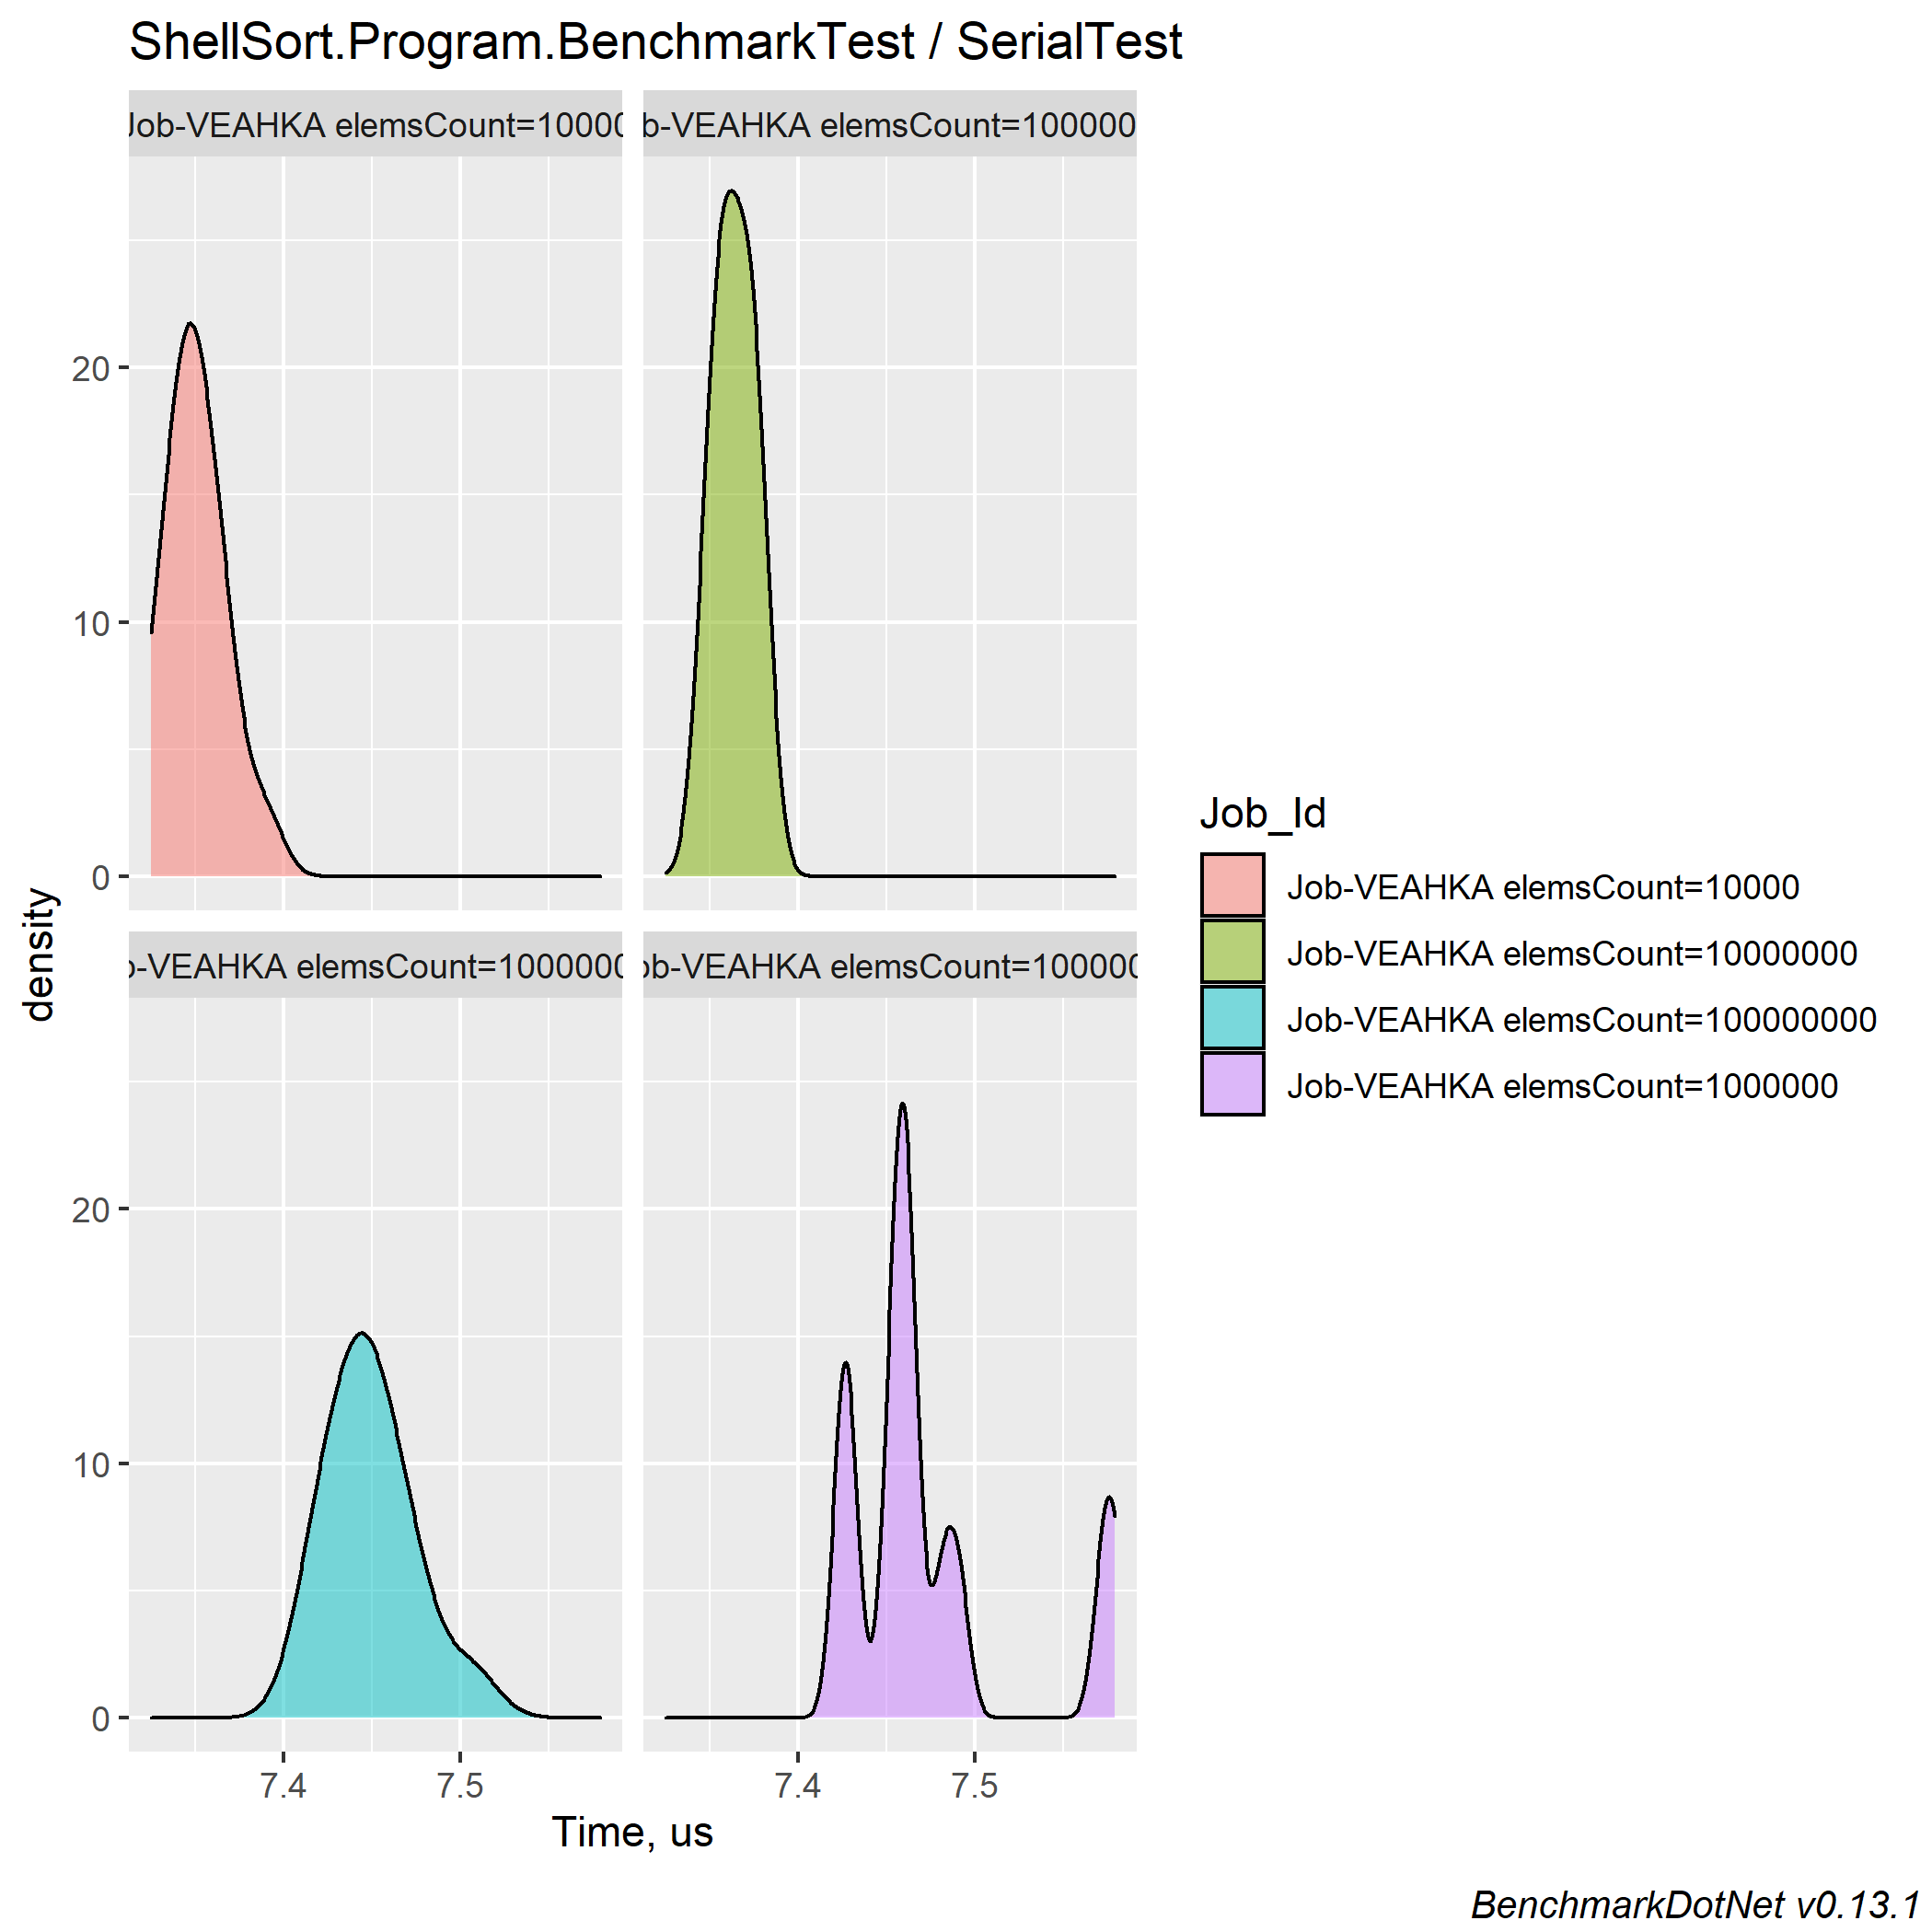 ShellSort.Program.BenchmarkTest / SerialTest
Job-VEAHKA elemsCount=10000
b-VEAHKA elemsCount=100000
20
10
0
b-VEAHKA elemsCount=1000000
ob-VEAHKA elemsCount=100000
20
10
0
density
7.4
7.5
7.4
7.5
Time, us
Job_Id
Job-VEAHKA elemsCount=10000
Job-VEAHKA elemsCount=10000000
Job-VEAHKA elemsCount=100000000
Job-VEAHKA elemsCount=1000000
BenchmarkDotNet v0.13.1